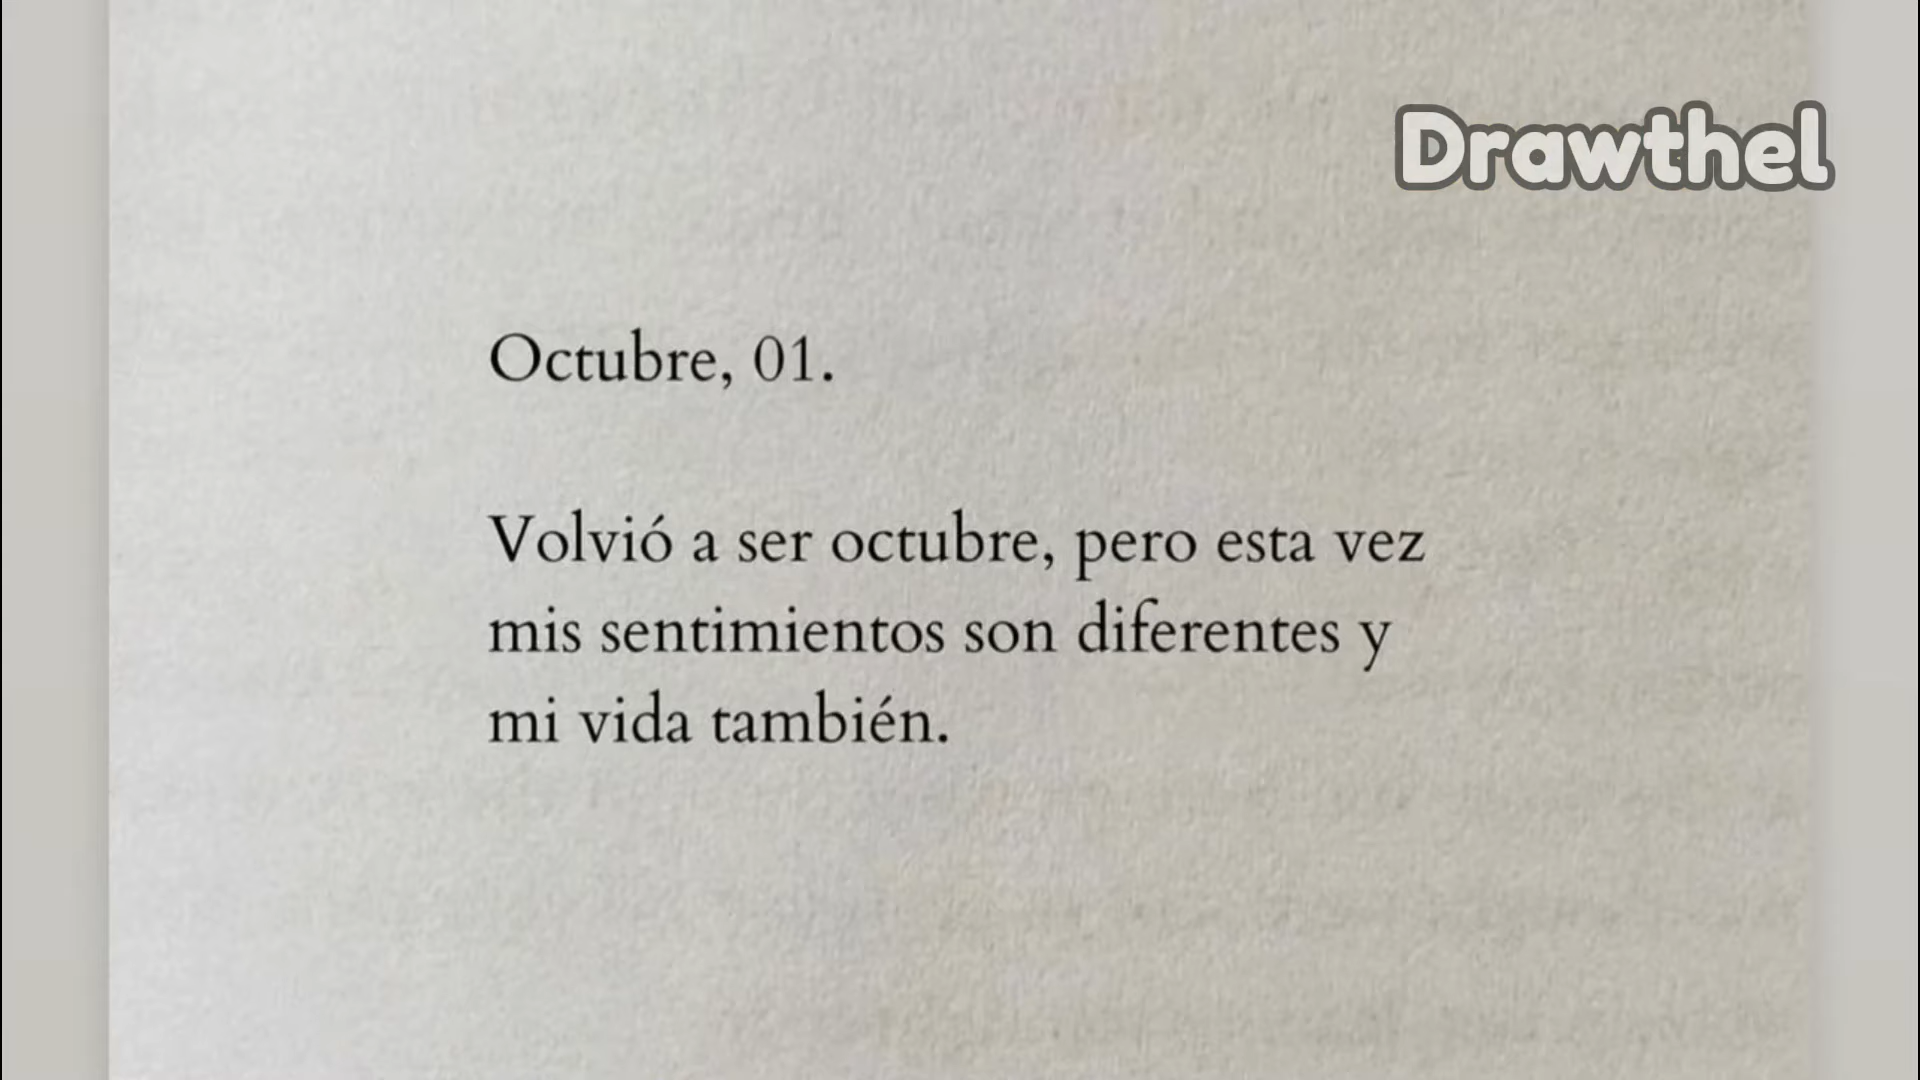 Drawthel
Octubre, 01.
Volvió a ser octubre, pero esta vez
mis sentimientos son diferentes y
mi vida también.